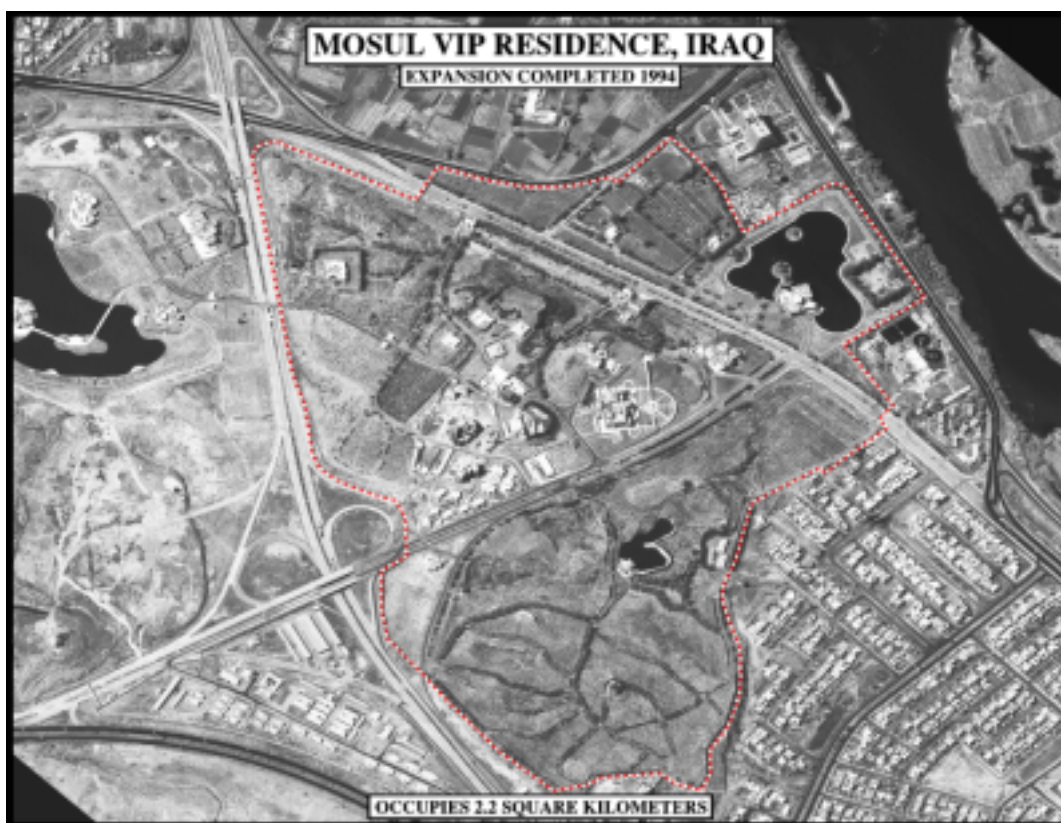 MOSUL VIP RESIDENCE, IRAQ
EXPANSION COMPLETED 1994
OCCUPIES 2.2 SQUARE KILOMETERS